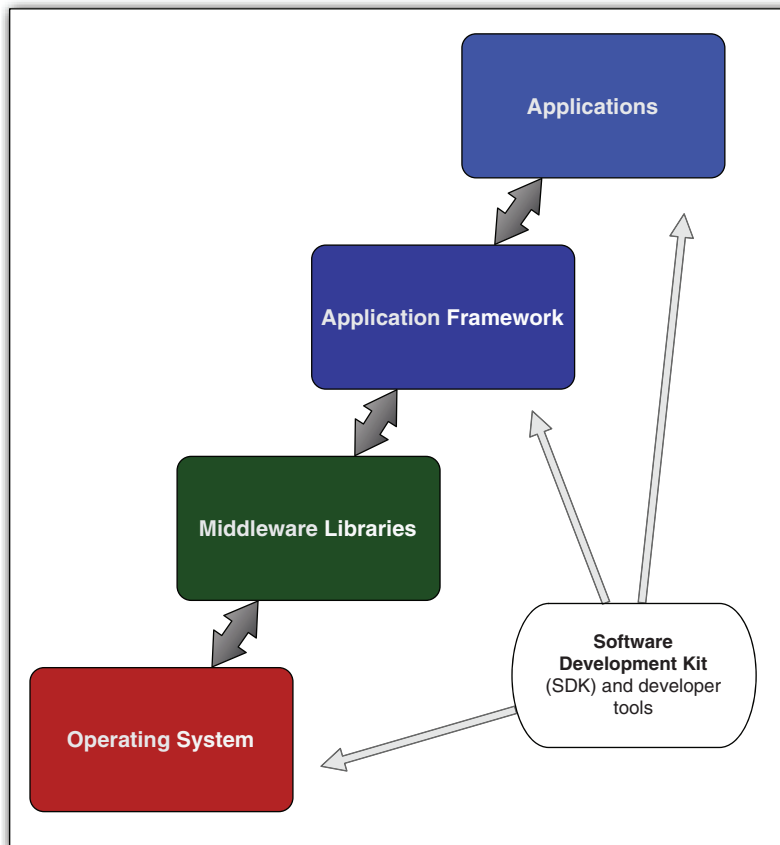 Applications
Application Framework
Middleware Libraries
Software
Development Kit
(SDK) and developer
tools
Operating System